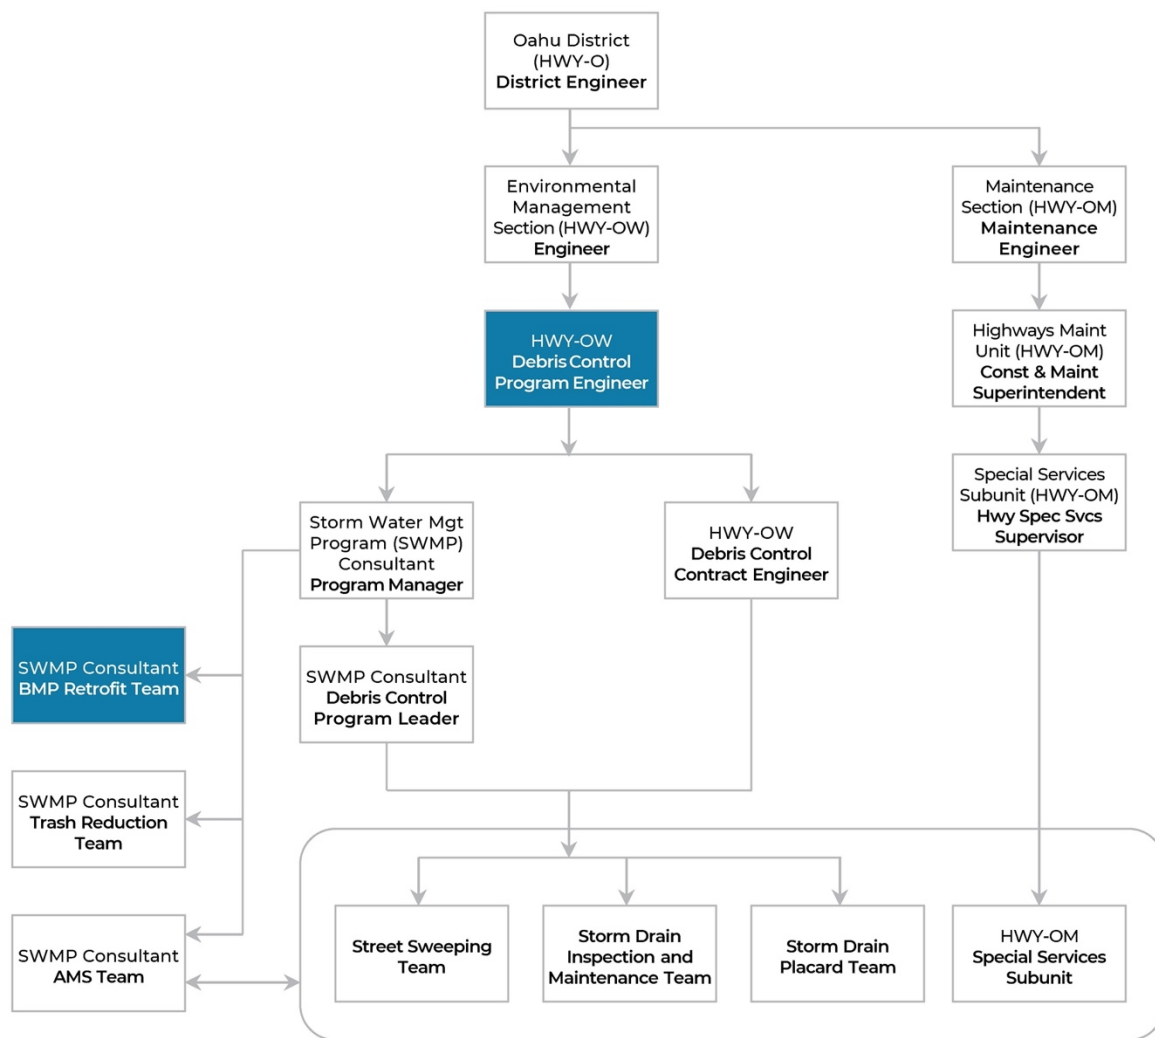 Oahu District
(HWY-O)
District Engineer
Environmental
Management
Section (HWY-OW)
Engineer
Maintenance
Section (HWY-OM)
Maintenance
Engineer
HWY-OW
Debris Control
Program Engineer
Highways Maint
Unit (HWY-OM)
Const & Maint
Superintendent
Storm Water Mgt
Program (SWMP)
Consultant
Program Manager
HWY-OW
Debris Control
Contract Engineer
Special Services
Subunit (HWY-OM)
Hwy Spec Svcs
Supervisor
SWMP Consultant
BMP Retrofit Team
SWMP Consultant
Debris Control
Program Leader
SWMP Consultant
Trash Reduction
Team
SWMP Consultant
AMS Team
Street Sweeping
Team
Storm Drain
Inspection and
Maintenance Team
Storm Drain
Placard Team
HWY-OM
Special Services
Subunit